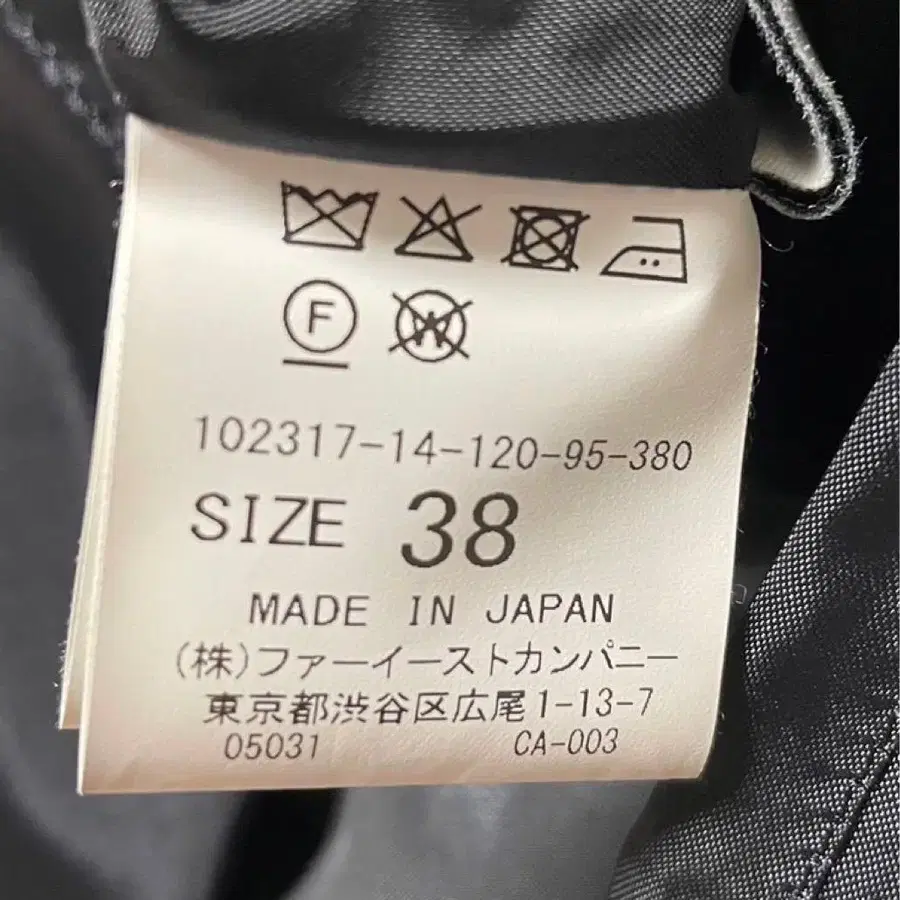 F W
102317-14-120-95-380
SIZE 38
MADE IN JAPAN
(株)ファーイーストカンパニー
東京都渋谷区広尾1-13-7
05031 CA-003